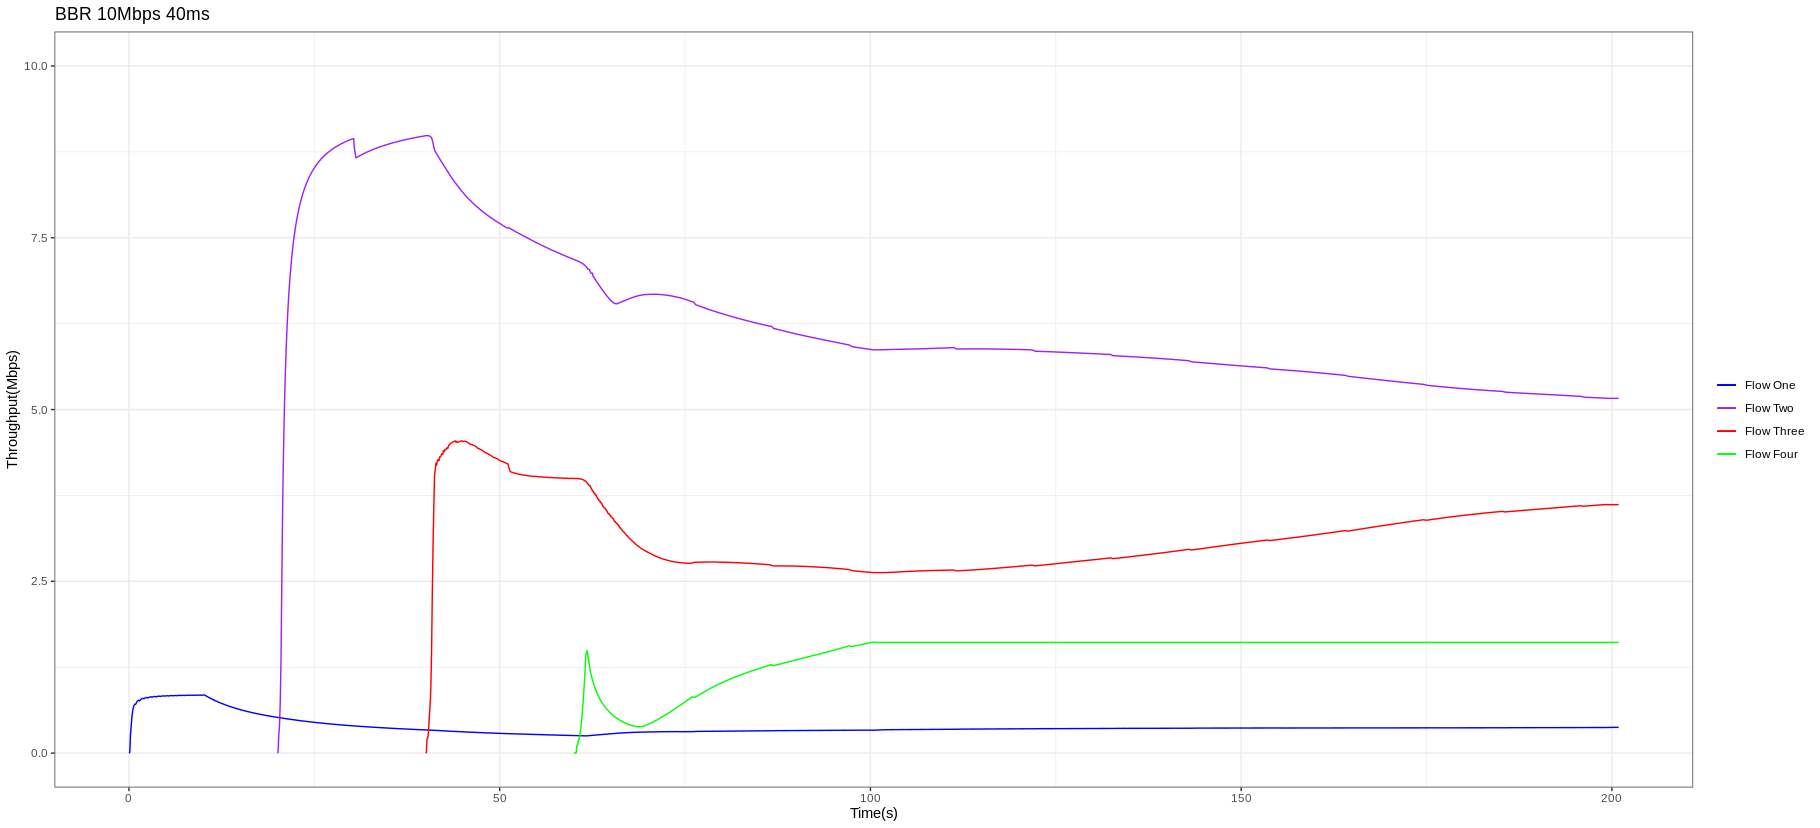 BBR 10Mbps 40ms
Throughput(Mbps)
10.0
7.5
5.0
2.5
0.0
0
50
100
150
200
Time(s)
Flow One
Flow Two
Flow Three
Flow Four